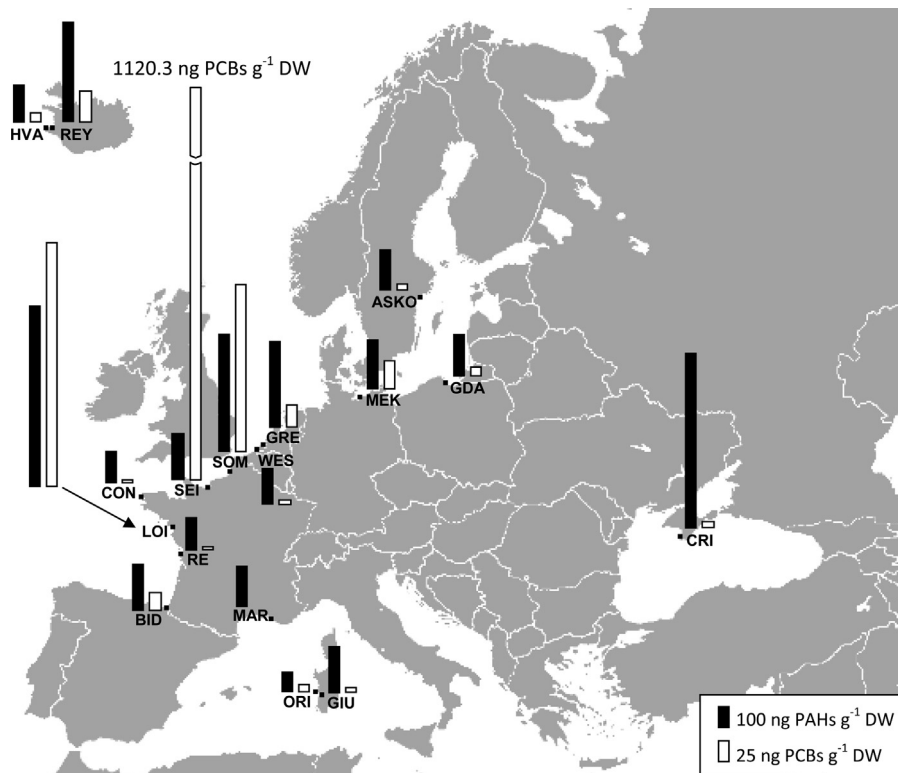 1120.3 ng PCBs g⁻¹ DW
HVA REY
ASKO
MEK
GDA
GRE
SOM WES
CON
SEI
LOI
RE
CRI
BID
MAR
ORI GIU
100 ng PAHs g⁻¹ DW
25 ng PCBs g⁻¹ DW